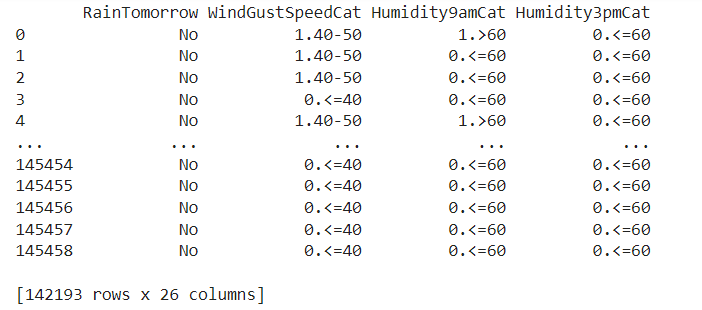 RainTomorrow WindGustSpeedCat Humidity9amCat Humidity3pmCat
0 No 1.40-50 1.>60 0.<=60
1 No 1.40-50 0.<=60 0.<=60
2 No 1.40-50 0.<=60 0.<=60
3 No 0.<=40 0.<=60 0.<=60
4 No 1.40-50 1.>60 0.<=60
... ... ... ... ...
145454 No 0.<=40 0.<=60 0.<=60
145455 No 0.<=40 0.<=60 0.<=60
145456 No 0.<=40 0.<=60 0.<=60
145457 No 0.<=40 0.<=60 0.<=60
145458 No 0.<=40 0.<=60 0.<=60
[142193 rows x 26 columns]